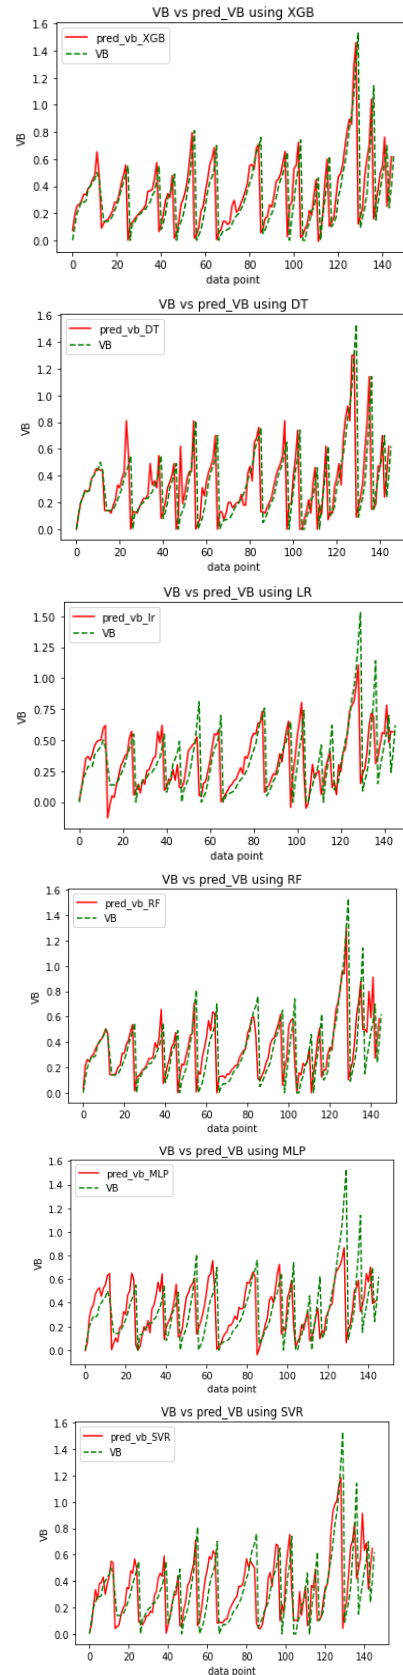 VB vs pred_VB using XGB
1.6
1.4
1.2
1.0
0.8
0.6
0.4
0.2
0.0
VB
pred_vb_XGB
VB
0 20 40 60 80 100 120 140
data point
VB vs pred_VB using DT
1.6
1.4
1.2
1.0
0.8
0.6
0.4
0.2
0.0
VB
pred_vb_DT
VB
0 20 40 60 80 100 120 140
data point
VB vs pred_VB using LR
1.50
1.25
1.00
0.75
0.50
0.25
0.00
VB
pred_vb_lr
VB
0 20 40 60 80 100 120 140
data point
VB vs pred_VB using RF
1.6
1.4
1.2
1.0
0.8
0.6
0.4
0.2
0.0
VB
pred_vb_RF
VB
0 20 40 60 80 100 120 140
data point
VB vs pred_VB using MLP
1.6
1.4
1.2
1.0
0.8
0.6
0.4
0.2
0.0
VB
pred_vb_MLP
VB
0 20 40 60 80 100 120 140
data point
VB vs pred_VB using SVR
1.6
1.4
1.2
1.0
0.8
0.6
0.4
0.2
0.0
VB
pred_vb_SVR
VB
0 20 40 60 80 100 120 140
data point